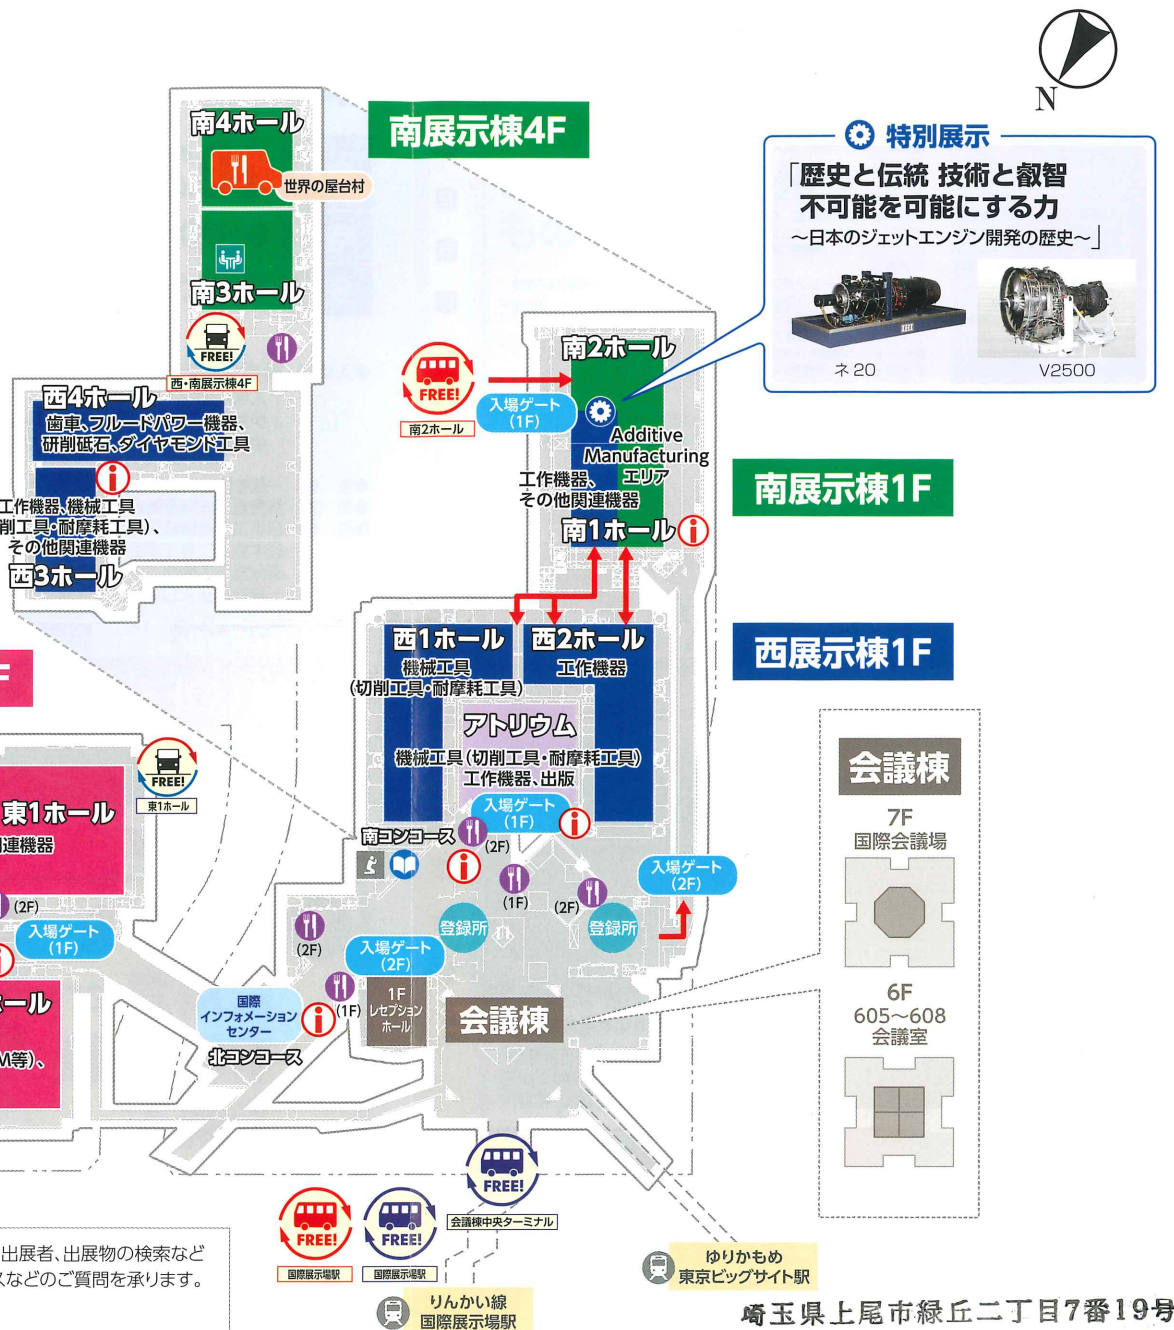 N
南4ホール
世界の屋台村
南3ホール
FREE!
西・南展示棟4F
南展示棟4F
特別展示
「歴史と伝統 技術と叡智
不可能を可能にする力
～日本のジェットエンジン開発の歴史～」
ネ20
V2500
西4ホール
歯車、フルードパワー機器、
研削砥石、ダイヤモンド工具
工作機器、機械工具
削工具・耐摩耗工具）、
その他関連機器
西3ホール
FREE!
南2ホール
入場ゲート
(1F)
南2ホール
Additive
Manufacturing
エリア
工作機器、
その他関連機器
南1ホール
南展示棟1F
西展示棟1F
西1ホール
機械工具
(切削工具・耐摩耗工具)
西2ホール
工作機器
アトリウム
機械工具(切削工具・耐摩耗工具)
工作機器、出版
入場ゲート
(1F)
F
FREE!
東1ホール
東1ホール
連機器
(2F)
入場ゲート
(1F)
ホール
M等)、
南コンコース
(2F)
(1F)
(2F)
入場ゲート
(2F)
登録所
登録所
(2F)
入場ゲート
(2F)
(1F)
1F
レセプション
ホール
国際
インフォメーション
センター
北コンコース
会議棟
会議棟
7F
国際会議場
6F
605～608
会議室
FREE!
会議棟中央ターミナル
FREE!
国際展示場駅
FREE!
国際展示場駅
りんかい線
国際展示場駅
ゆりかもめ
東京ビッグサイト駅
出展者、出展物の検索など
スなどのご質問を承ります。
埼玉県上尾市緑丘二丁目7番19号